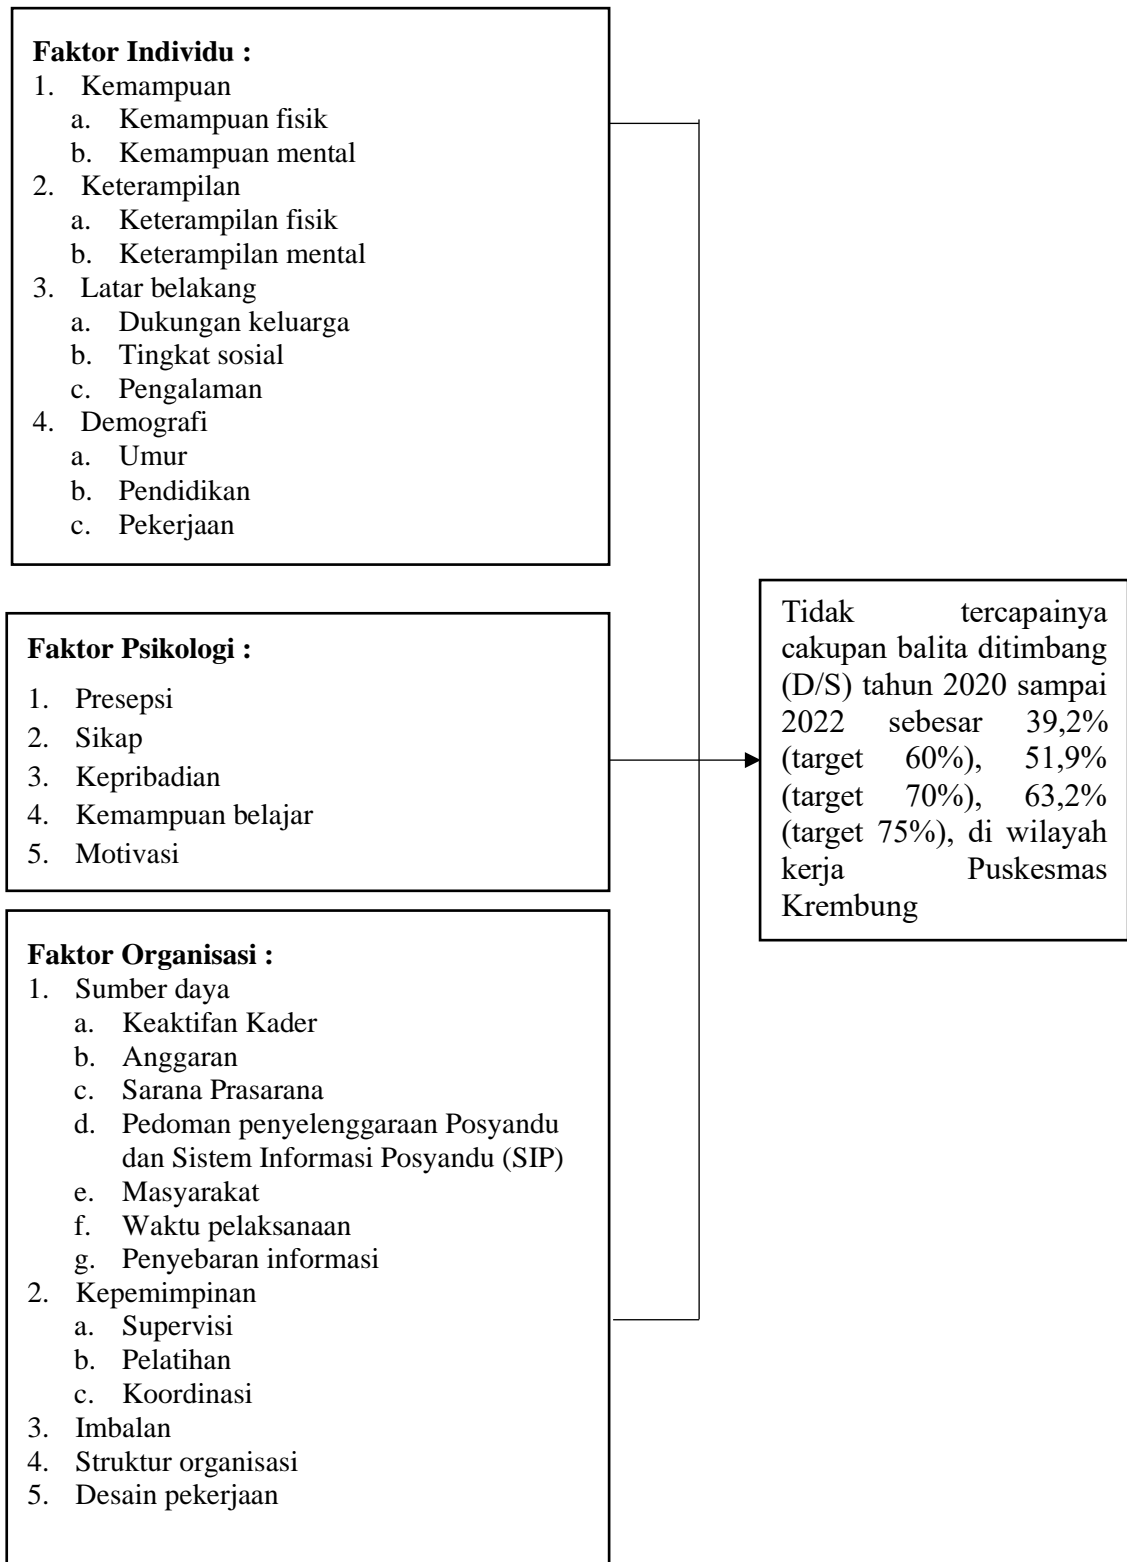 Faktor Individu :
1. Kemampuan
a. Kemampuan fisik
b. Kemampuan mental
2. Keterampilan
a. Keterampilan fisik
b. Keterampilan mental
3. Latar belakang
a. Dukungan keluarga
b. Tingkat sosial
c. Pengalaman
4. Demografi
a. Umur
b. Pendidikan
c. Pekerjaan
Faktor Psikologi :
1. Presepsi
2. Sikap
3. Kepribadian
4. Kemampuan belajar
5. Motivasi
Faktor Organisasi :
1. Sumber daya
a. Keaktifan Kader
b. Anggaran
c. Sarana Prasarana
d. Pedoman penyelenggaraan Posyandu
dan Sistem Informasi Posyandu (SIP)
e. Masyarakat
f. Waktu pelaksanaan
g. Penyebaran informasi
2. Kepemimpinan
a. Supervisi
b. Pelatihan
c. Koordinasi
3. Imbalan
4. Struktur organisasi
5. Desain pekerjaan
Tidak tercapainya
cakupan balita ditimbang
(D/S) tahun 2020 sampai
2022 sebesar 39,2%
(target 60%), 51,9%
(target 70%), 63,2%
(target 75%), di wilayah
kerja Puskesmas
Krembung